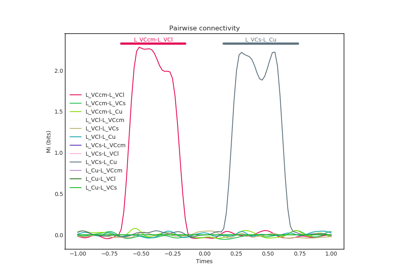 Pairwise connectivity
L_VCcm-L_VCl
L_VCs-L_Cu
2.0
1.5
1.0
0.5
0.0
MI (bits)
L_VCcm-L_VCl
L_VCcm-L_VCs
L_VCcm-L_Cu
L_VCl-L_VCcm
L_VCl-L_VCs
L_VCl-L_Cu
L_VCs-L_VCcm
L_VCs-L_VCl
L_VCs-L_Cu
L_Cu-L_VCcm
L_Cu-L_VCl
L_Cu-L_VCs
−1.00 −0.75 −0.50 −0.25 0.00 0.25 0.50 0.75 1.00
Times